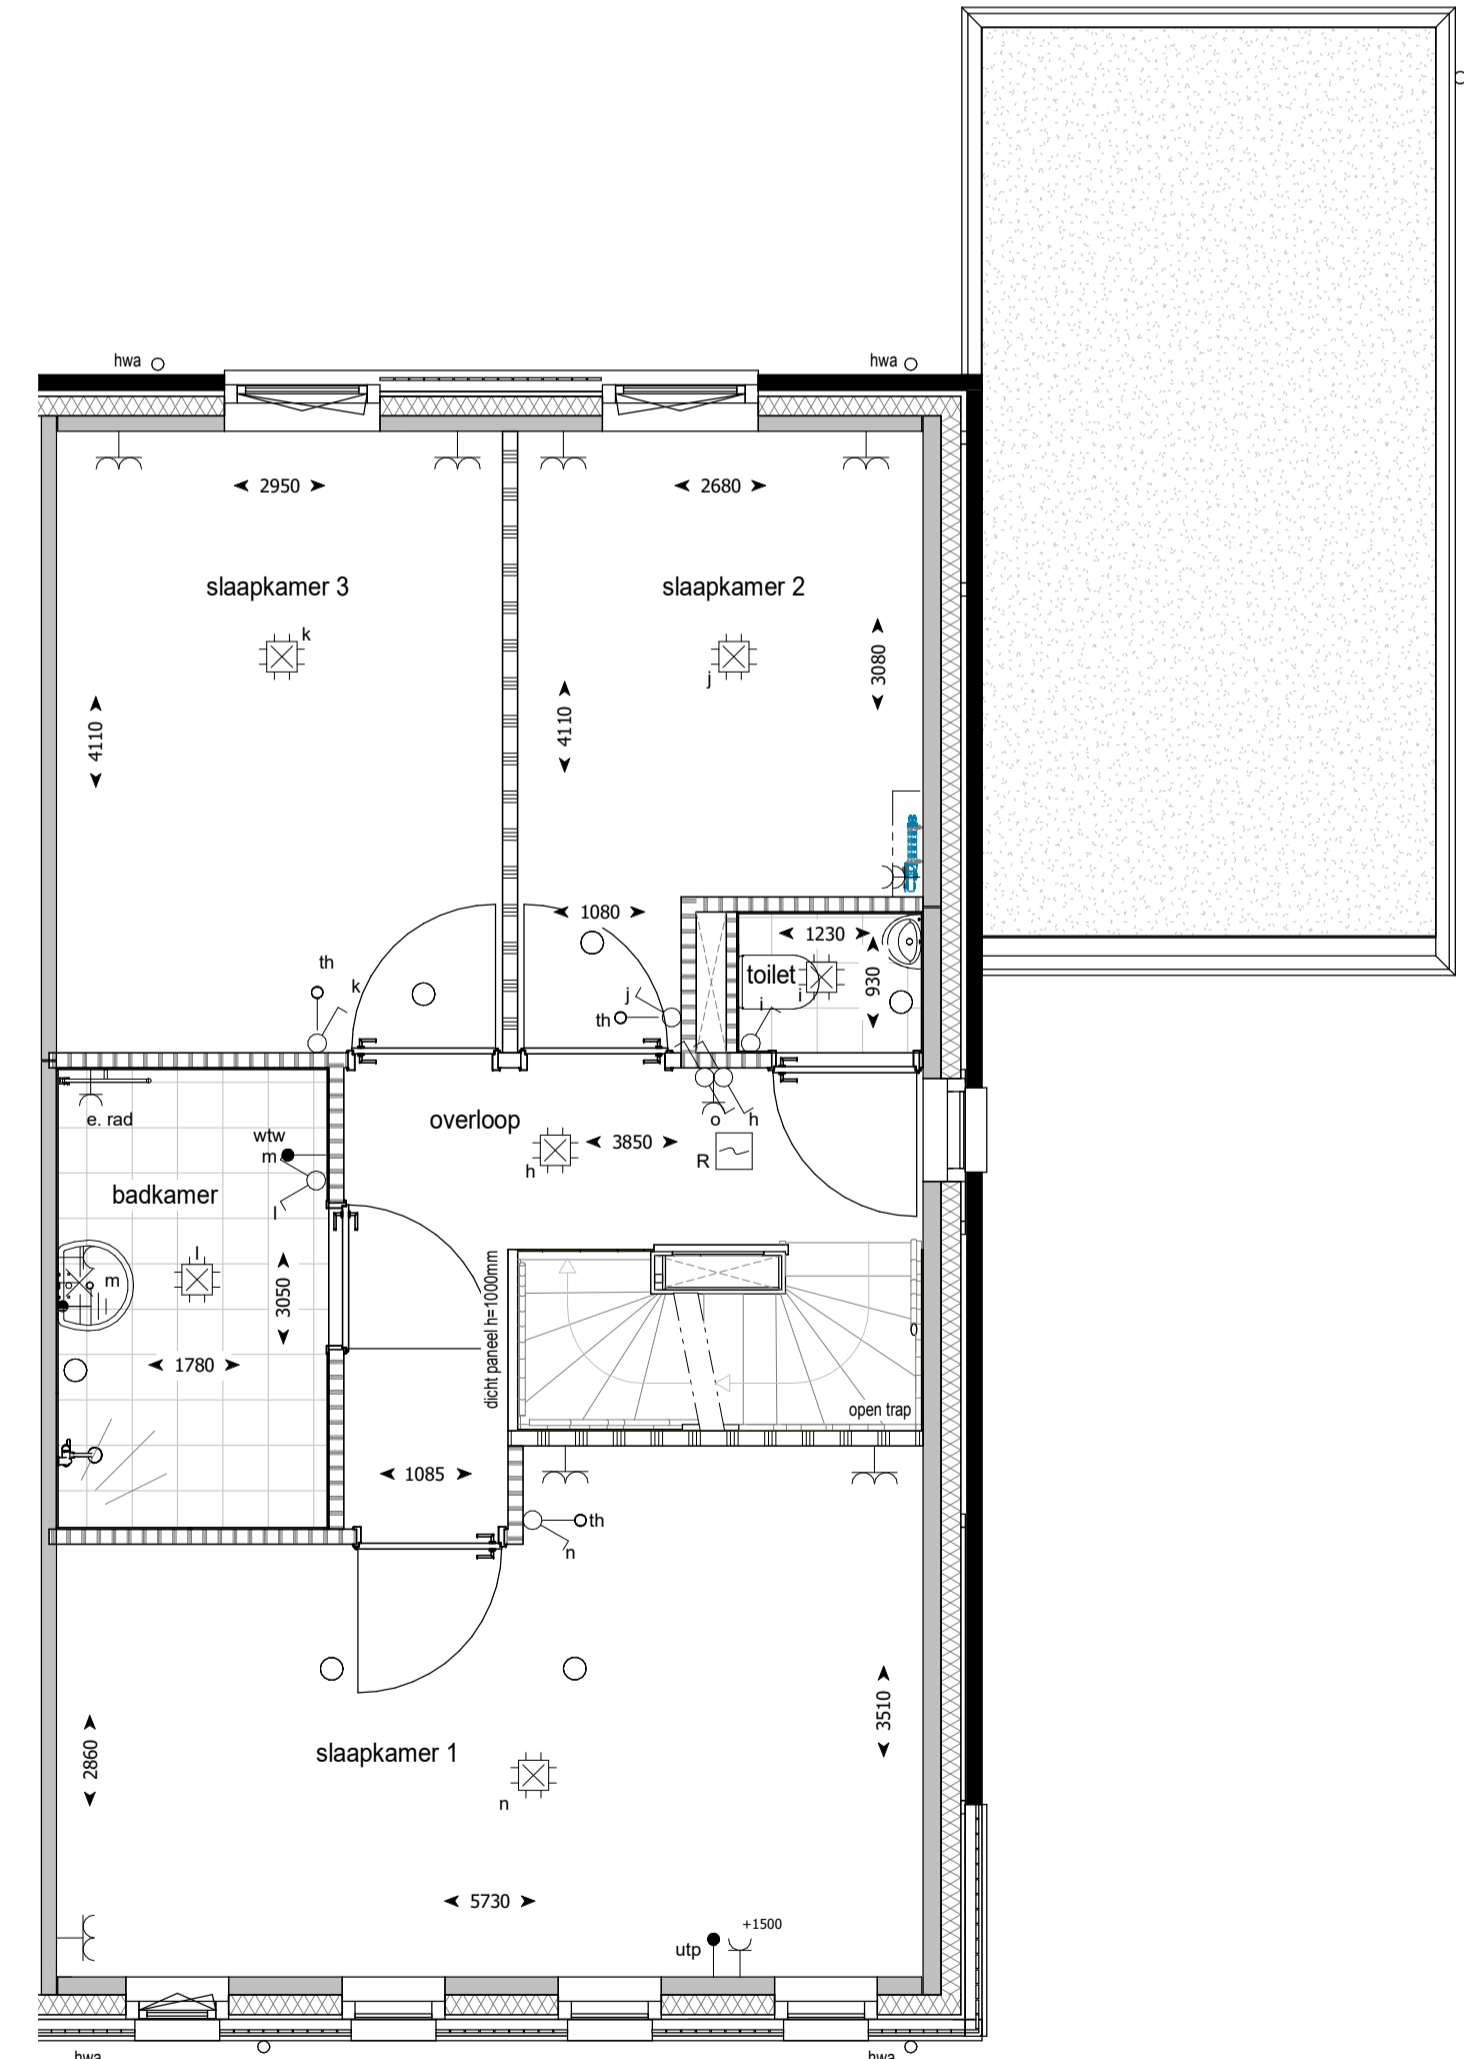 hwa
hwa
2950
2680
slaapkamer 3
slaapkamer 2
k
j
3080
4110
4110
1080
1230
toilet
i
930
th
k
j
th
i
e. rad
overloop
o
h
wtw
m
h
3850
R
badkamer
l
l
m
3050
dicht paneel h=1000mm
1780
open trap
1085
th
n
3510
2860
slaapkamer 1
n
5730
+1500
utp
hwa
hwa